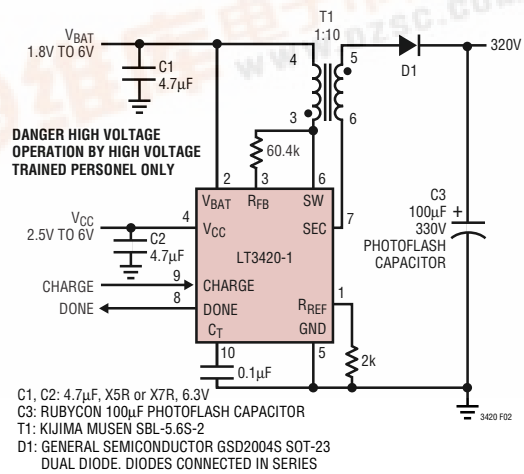 T1
1:10
VBAT
1.8V TO 6V
C1
4.7µF
4
5
D1
320V
3
6
DANGER HIGH VOLTAGE
OPERATION BY HIGH VOLTAGE
TRAINED PERSONEL ONLY
60.4k
2
3
6
VBAT
RFB
SW
VCC
2.5V TO 6V
4
VCC
SEC
7
C2
4.7µF
LT3420-1
C3
100µF
330V
PHOTOFLASH
CAPACITOR
+
CHARGE
9
CHARGE
DONE
8
DONE
RREF
1
CT
GND
10
5
2k
0.1µF
C1, C2: 4.7µF, X5R or X7R, 6.3V
C3: RUBYCON 100µF PHOTOFLASH CAPACITOR
T1: KIJIMA MUSEN SBL-5.6S-2
D1: GENERAL SEMICONDUCTOR GSD2004S SOT-23
DUAL DIODE. DIODES CONNECTED IN SERIES
3420 F02